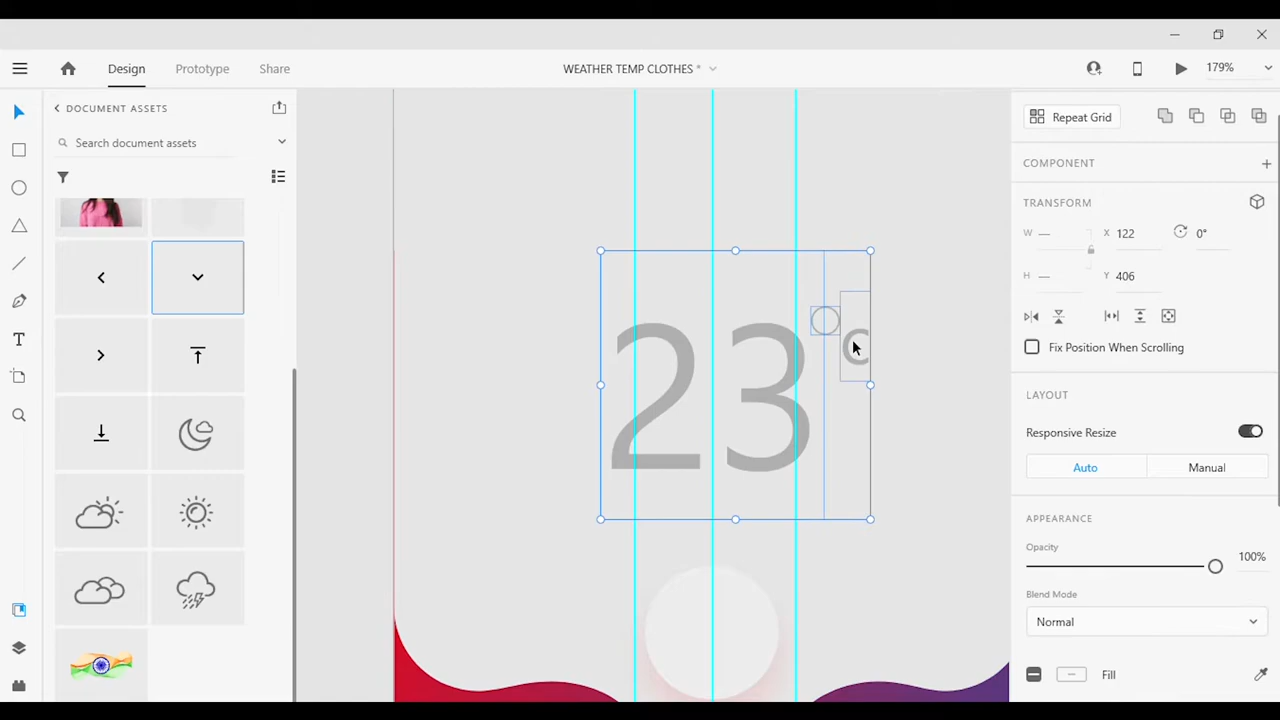 Design
Prototype
Share
WEATHER TEMP CLOTHES *
179%
DOCUMENT ASSETS
Search document assets
23
c
Repeat Grid
COMPONENT
TRANSFORM
W — X 122 0°
H — Y 406
Fix Position When Scrolling
LAYOUT
Responsive Resize
Auto
Manual
APPEARANCE
Opacity
100%
Blend Mode
Normal
Fill